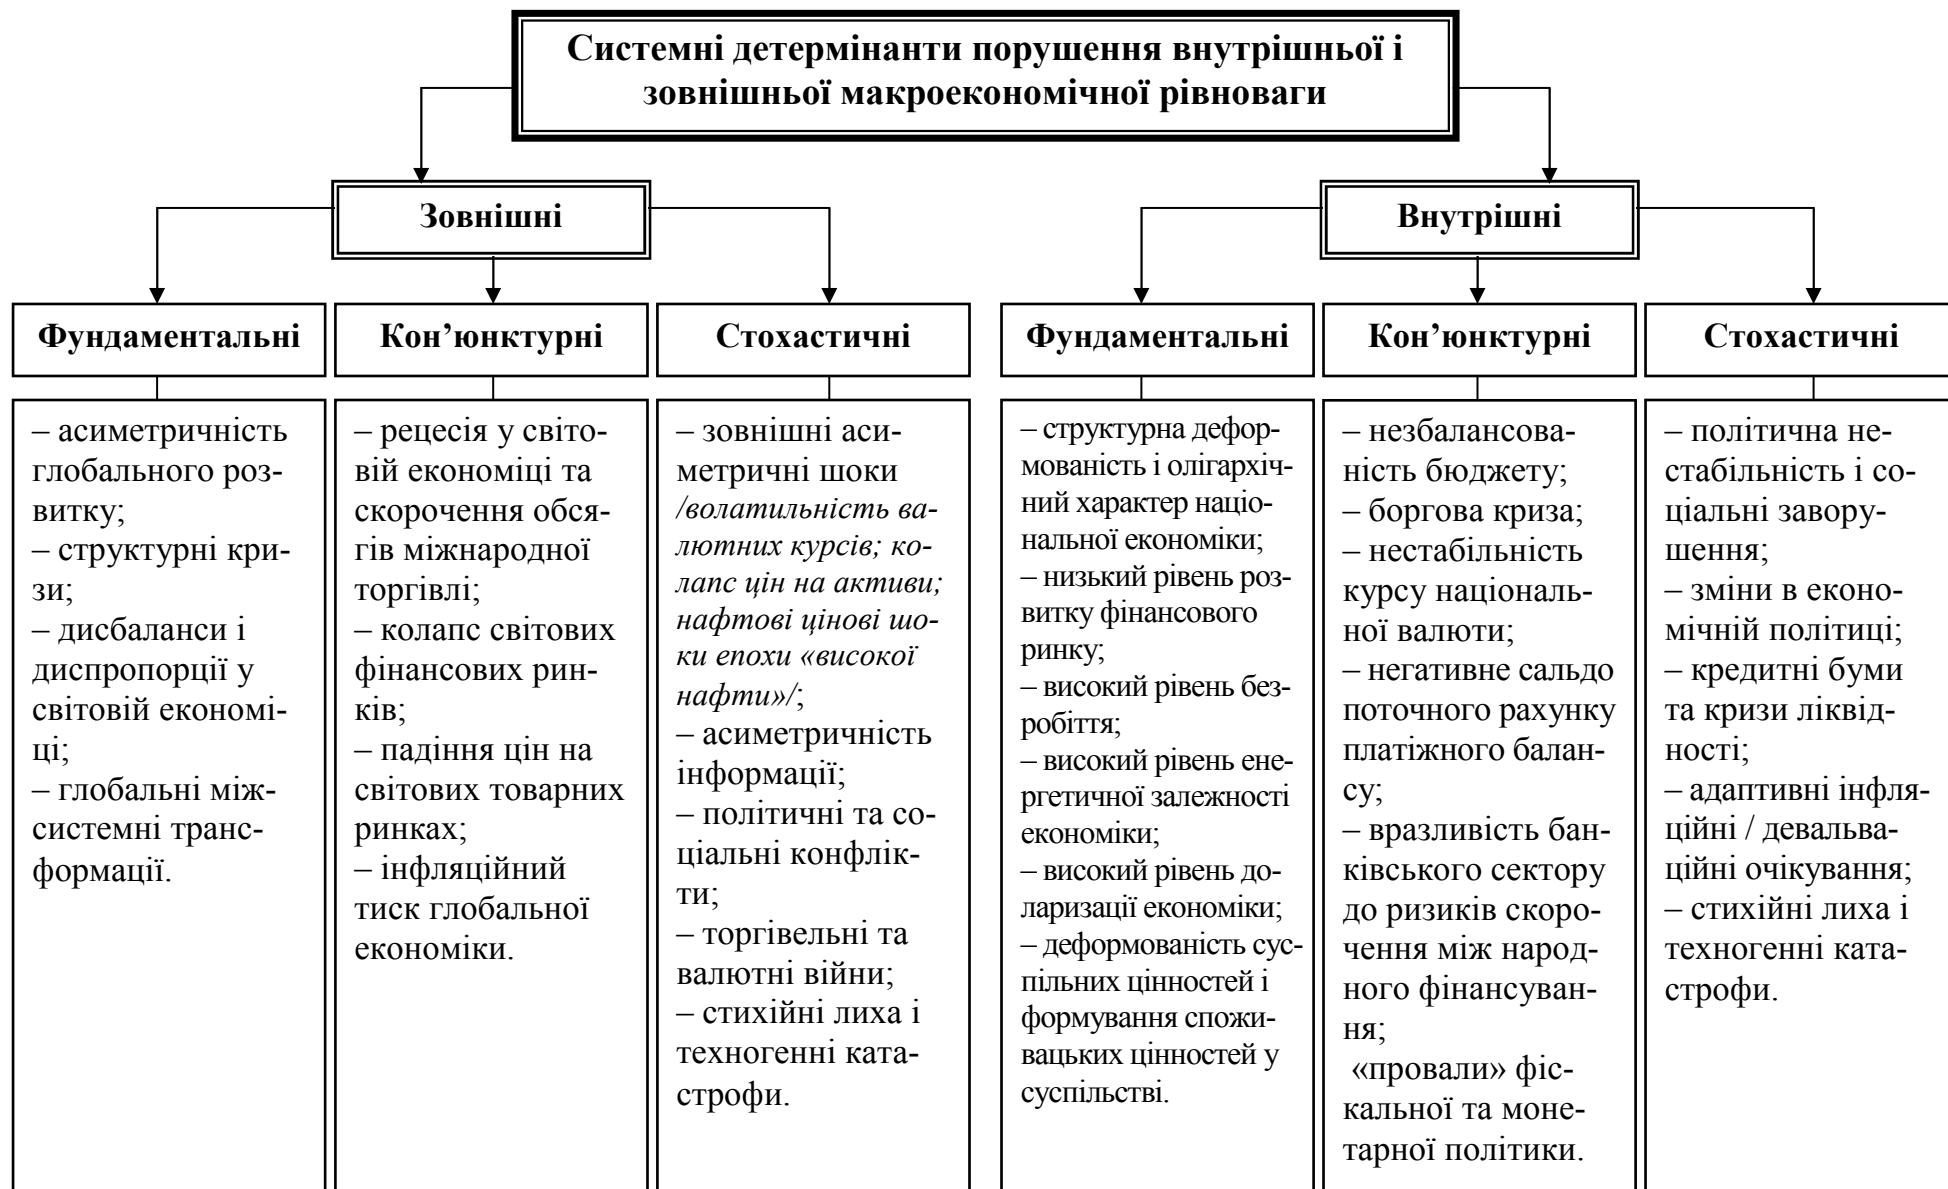 Системні детермінанти порушення внутрішньої і
зовнішньої макроекономічної рівноваги
Зовнішні
Внутрішні
Фундаментальні
Кон’юнктурні
Стохастичні
Фундаментальні
Кон’юнктурні
Стохастичні
– асиметричність
глобального роз-
витку;
– структурні кри-
зи;
– дисбаланси і
диспропорції у
світовій економі-
ці;
– глобальні між-
системні транс-
формації.
– рецесія у світо-
вій економіці та
скорочення обся-
гів міжнародної
торгівлі;
– колапс світових
фінансових рин-
ків;
– падіння цін на
світових товарних
ринках;
– інфляційний
тиск глобальної
економіки.
– зовнішні аси-
метричні шоки
/волатильність ва-
лютних курсів; ко-
лапс цін на активи;
нафтові цінові шо-
ки епохи «високої
нафти»/;
– асиметричність
інформації;
– політичні та со-
ціальні конфлік-
ти;
– торгівельні та
валютні війни;
– стихійні лиха і
техногенні ката-
строфи.
– структурна дефор-
мованість і олігархіч-
ний характер націо-
нальної економіки;
– низький рівень роз-
витку фінансового
ринку;
– високий рівень без-
робіття;
– високий рівень ене-
ргетичної залежності
економіки;
– високий рівень до-
ларизації економіки;
– деформованість сус-
пільних цінностей і
формування спожи-
вацьких цінностей у
суспільстві.
– незбалансова-
ність бюджету;
– боргова криза;
– нестабільність
курсу національ-
ної валюти;
– негативне сальдо
поточного рахунку
платіжного балан-
су;
– вразливість бан-
ківського сектору
до ризиків скоро-
чення між народ-
ного фінансуван-
ня;
«провали» фіс-
кальної та моне-
тарної політики.
– політична не-
стабільність і со-
ціальні завору-
шення;
– зміни в еконо-
мічній політиці;
– кредитні буми
та кризи ліквід-
ності;
– адаптивні інфля-
ційні / девальва-
ційні очікування;
– стихійні лиха і
техногенні ката-
строфи.